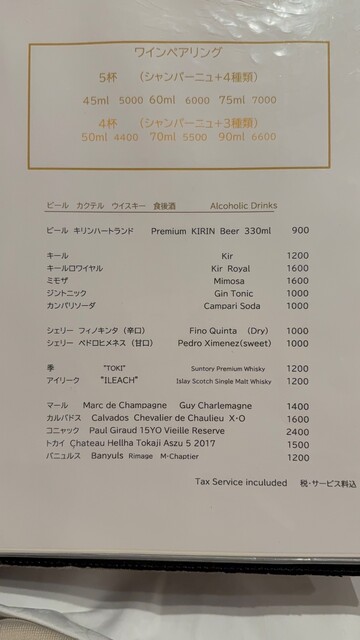 ワインペアリング
5杯 (シャンパーニュ+4種類)
45ml 5000 60ml 6000 75ml 7000
4杯 (シャンパーニュ+3種類)
50ml 4400 70ml 5500 90ml 6600
ビール カクテル ウイスキー 食後酒 Alcoholic Drinks
ビール キリンハートランド Premium KIRIN Beer 330ml 900
キール Kir 1200
キールロワイヤル Kir Royal 1600
ミモザ Mimosa 1600
ジントニック Gin Tonic 1000
カンパリソーダ Campari Soda 1000
シェリー フィノキンタ (辛口) Fino Quinta (Dry) 1000
シェリー ペドロヒメネス (甘口) Pedro Ximenez(sweet) 1000
季 "TOKI" Suntory Premium Whisky 1200
アイリーク "ILEACH" Islay Scotch Single Malt Whisky 1200
マール Marc de Champagne Guy Charlemagne 1400
カルバドス Calvados Chevalier de Chaulieu X・O 1600
コニャック Paul Giraud 15YO Vieille Reserve 2400
トカイ Chateau Hellha Tokaji Aszu 5 2017 1500
バニュルス Banyuls Rimage M・Chaptier 1200
Tax Service inculuded 税・サービス料込